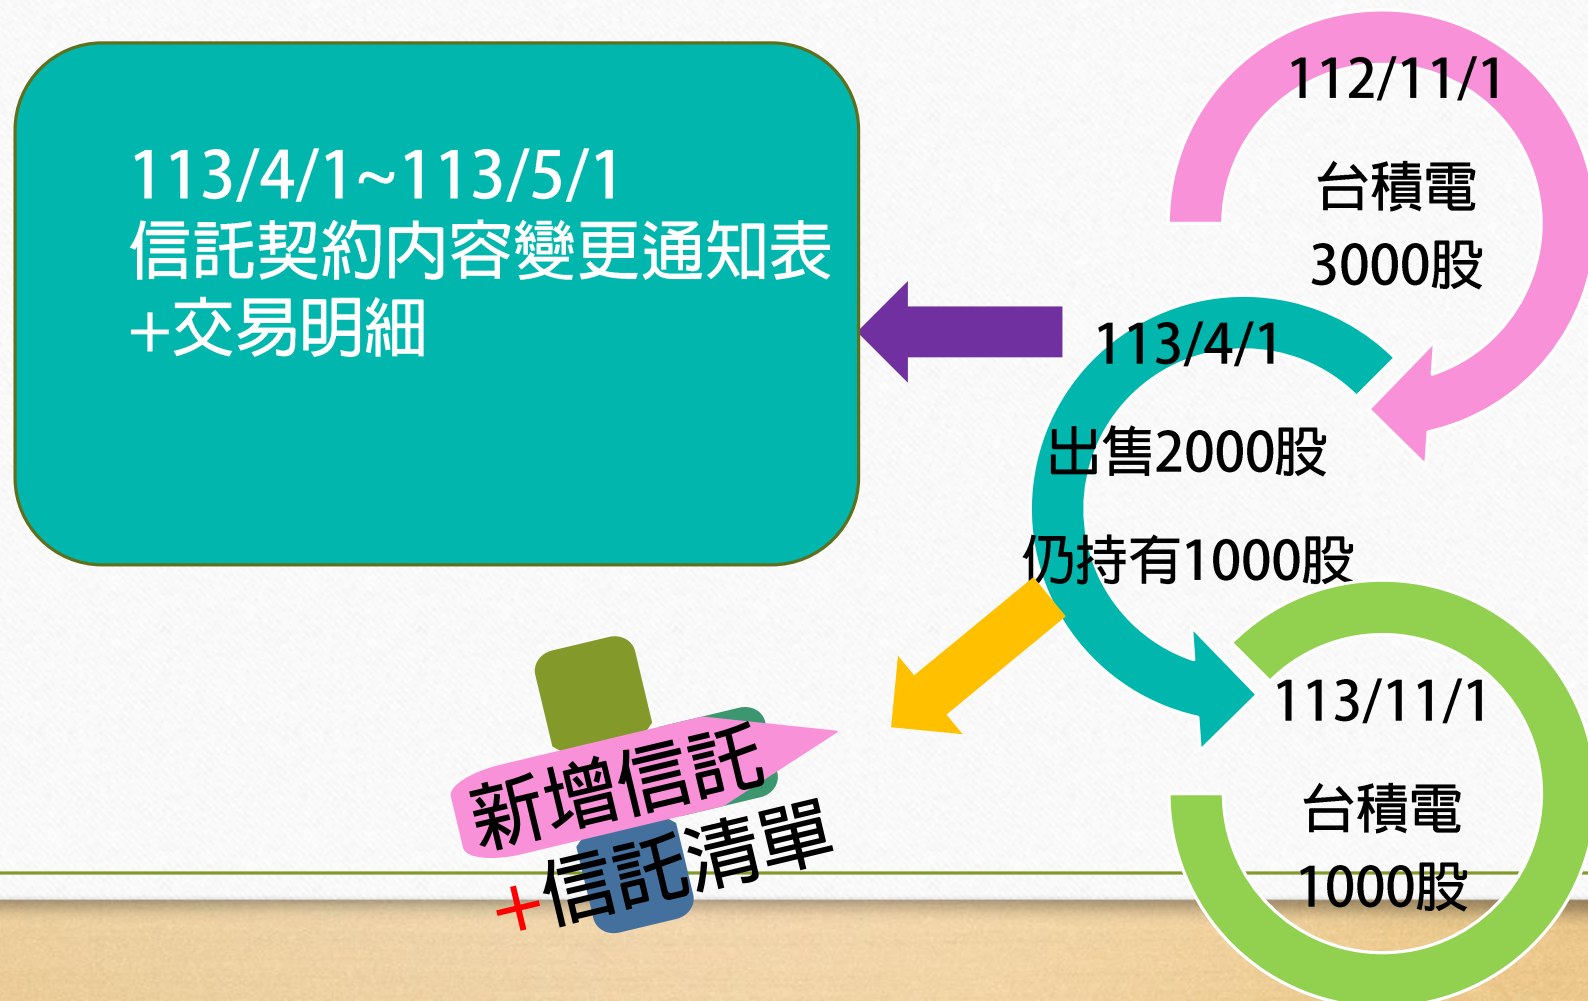 113/4/1~113/5/1
信託契約內容變更通知表
+交易明細
112/11/1
台積電
3000股
113/4/1
出售2000股
仍持有1000股
新增信託
+信託清單
113/11/1
台積電
1000股